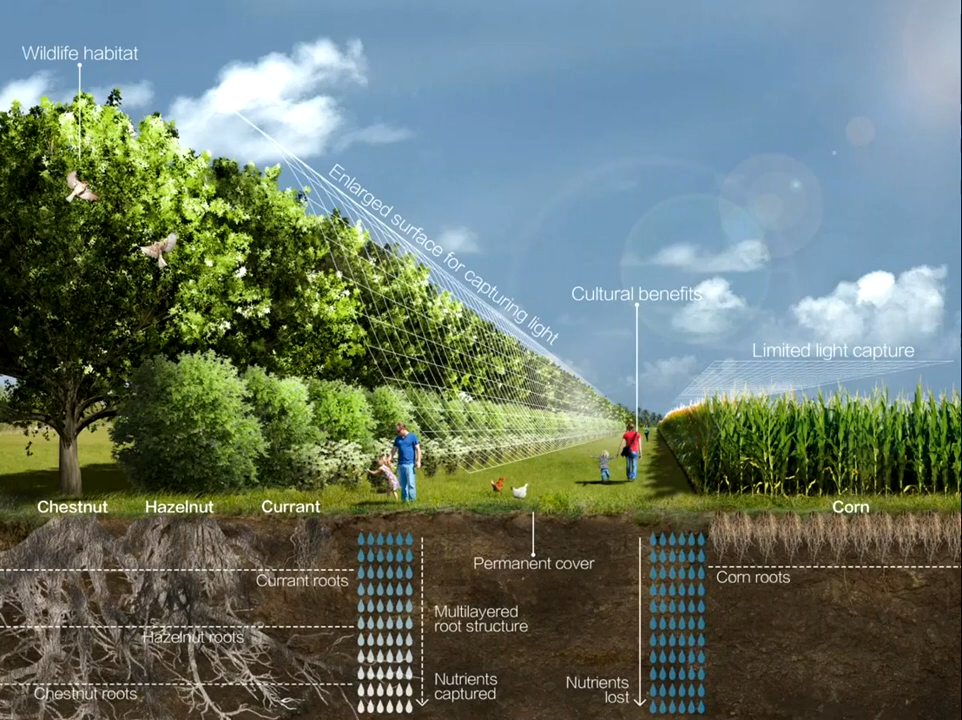 Wildlife habitat
Enlarged surface for capturing light
Cultural benefits
Limited light capture
Chestnut
Hazelnut
Currant
Corn
Permanent cover
Currant roots
Corn roots
Multilayered
root structure
Hazelnut roots
Nutrients
captured
Nutrients
lost
Chestnut roots